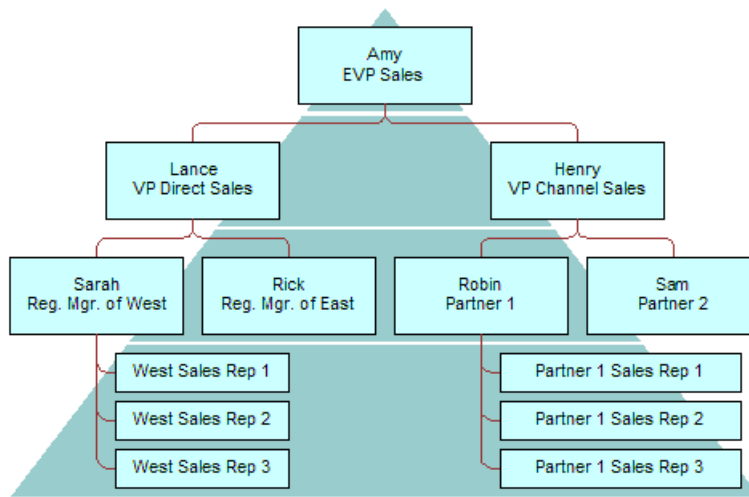 Amy
EVP Sales
Lance
VP Direct Sales
Henry
VP Channel Sales
Sarah
Reg. Mgr. of West
Rick
Reg. Mgr. of East
Robin
Partner 1
Sam
Partner 2
West Sales Rep 1
West Sales Rep 2
West Sales Rep 3
Partner 1 Sales Rep 1
Partner 1 Sales Rep 2
Partner 1 Sales Rep 3